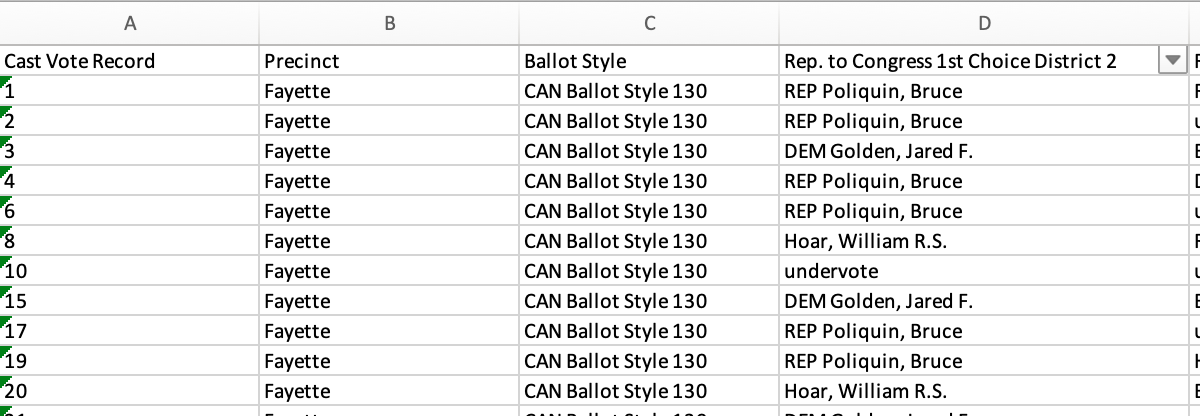 A B C D
Cast Vote Record Precinct Ballot Style Rep. to Congress 1st Choice District 2
1 Fayette CAN Ballot Style 130 REP Poliquin, Bruce
2 Fayette CAN Ballot Style 130 REP Poliquin, Bruce
3 Fayette CAN Ballot Style 130 DEM Golden, Jared F.
4 Fayette CAN Ballot Style 130 REP Poliquin, Bruce
6 Fayette CAN Ballot Style 130 REP Poliquin, Bruce
8 Fayette CAN Ballot Style 130 Hoar, William R.S.
10 Fayette CAN Ballot Style 130 undervote
15 Fayette CAN Ballot Style 130 DEM Golden, Jared F.
17 Fayette CAN Ballot Style 130 REP Poliquin, Bruce
19 Fayette CAN Ballot Style 130 REP Poliquin, Bruce
20 Fayette CAN Ballot Style 130 Hoar, William R.S.